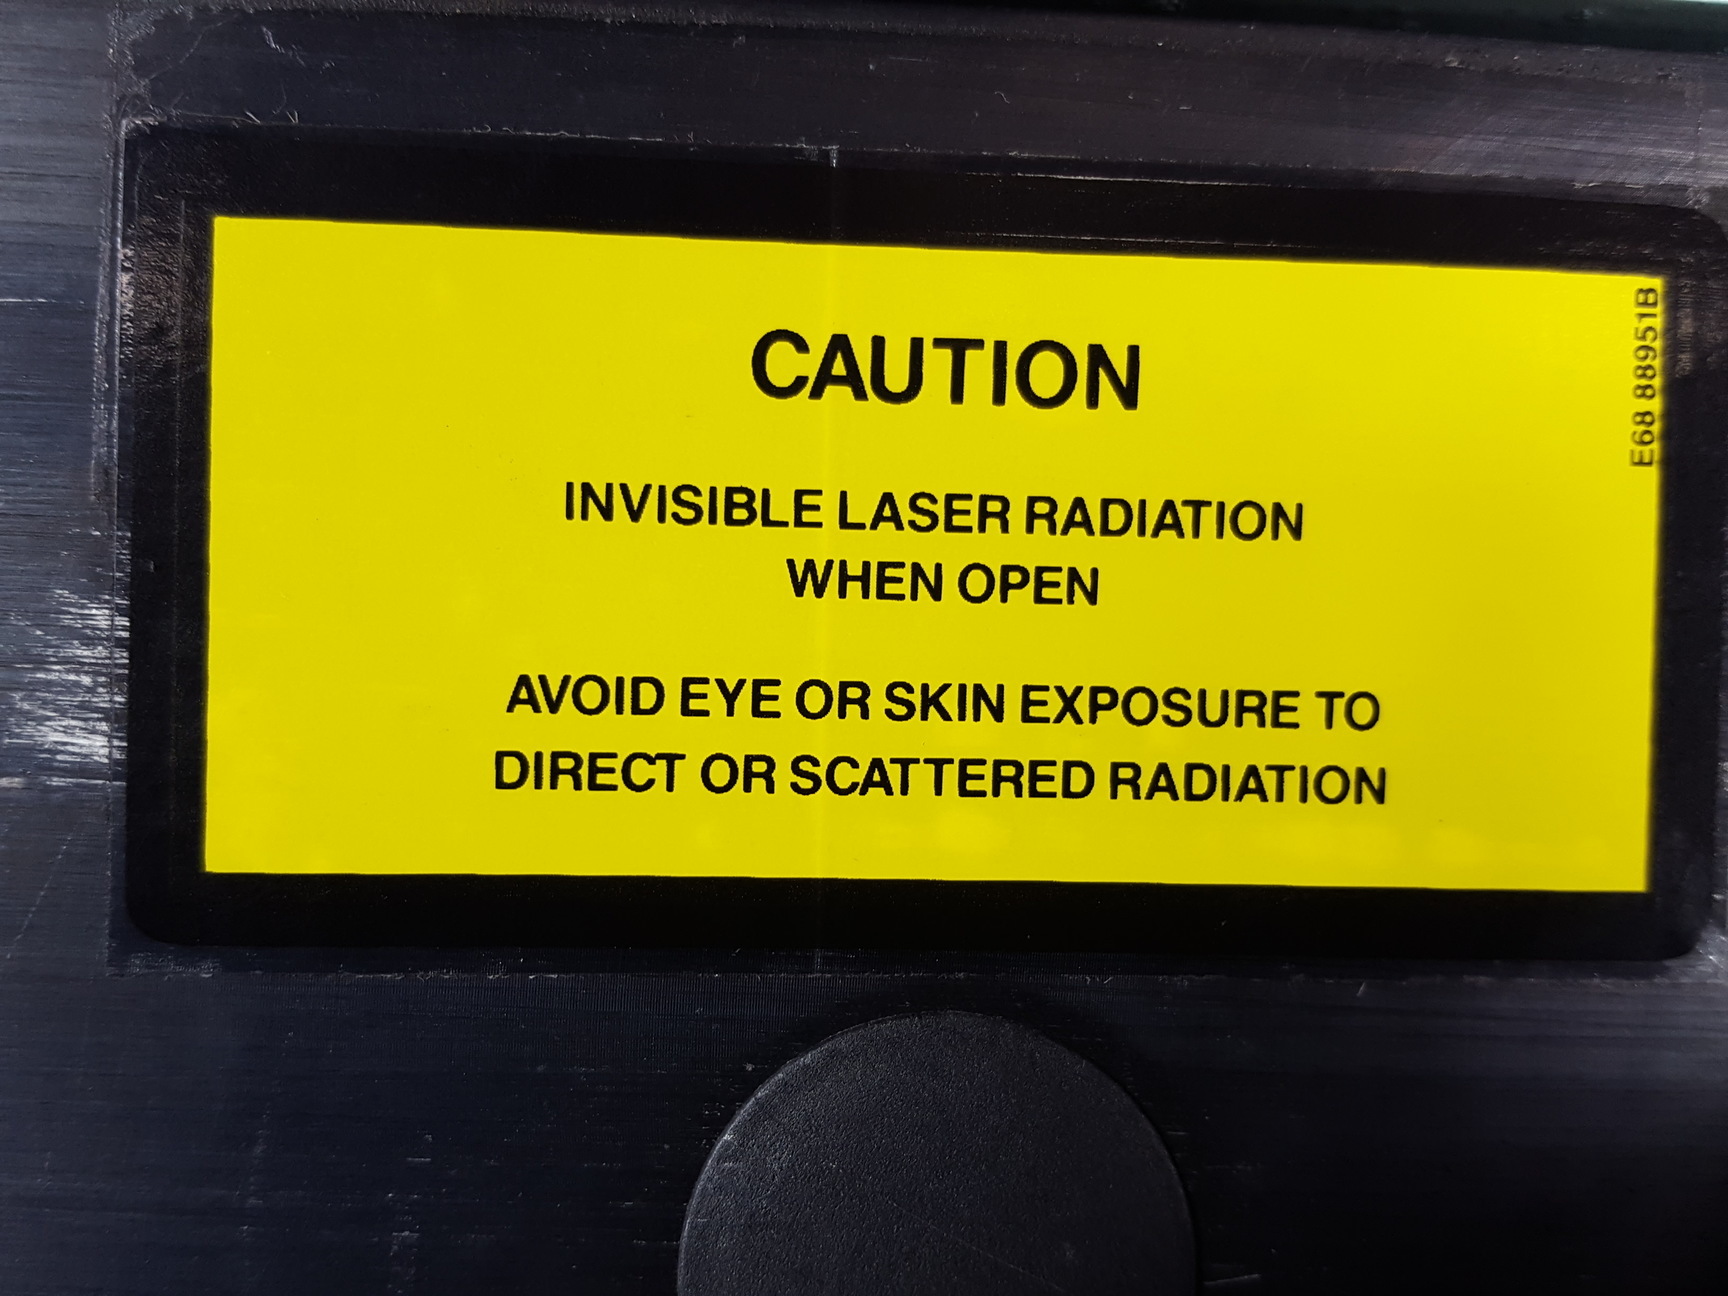 CAUTION
INVISIBLE LASER RADIATION
WHEN OPEN
AVOID EYE OR SKIN EXPOSURE TO
DIRECT OR SCATTERED RADIATION
E68 88951B